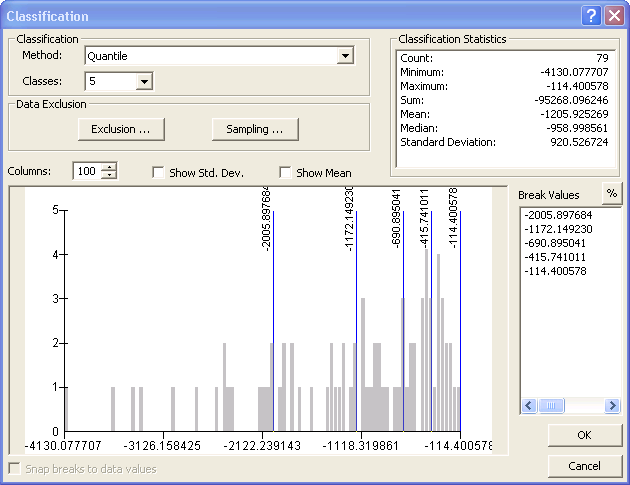 Classification
Classification
Method: Quantile
Classes: 5
Data Exclusion
Exclusion ... Sampling ...
Columns: 100 Show Std. Dev. Show Mean
Classification Statistics
Count: 79
Minimum: -4130.077707
Maximum: -114.400578
Sum: -95268.096246
Mean: -1205.925269
Median: -958.998561
Standard Deviation: 920.526724
Break Values %
-2005.897684
-1172.149230
-690.895041
-415.741011
-114.400578
-2005.897684
-1172.149230
-690.895041
-415.741011
-114.400578
5
4
3
2
1
0
-4130.077707 -3126.158425 -2122.239143 -1118.319861 -114.400578
Snap breaks to data values
OK
Cancel